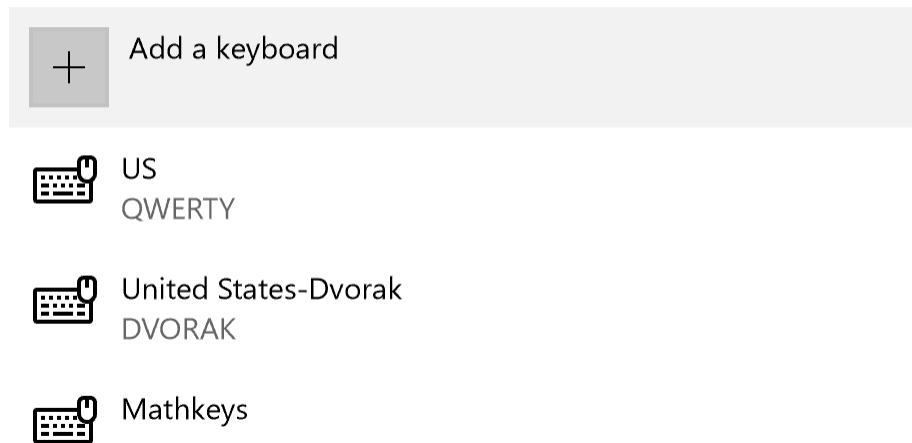 Add a keyboard
US
QWERTY
United States-Dvorak
DVORAK
Mathkeys